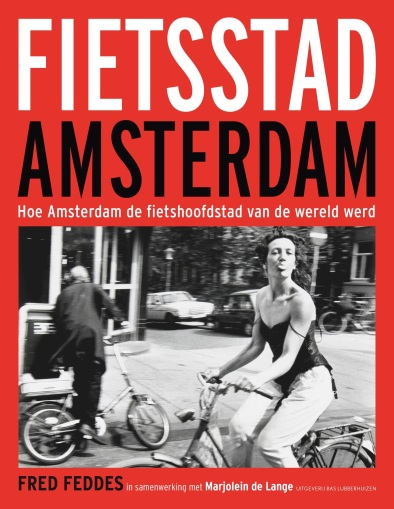 FIETSSTAD
AMSTERDAM
Hoe Amsterdam de fietshoofdstad van de wereld werd
FRED FEDDES in samenwerking met Marjolein de Lange UITGEVERIJ BAS LUBBERHUIZEN